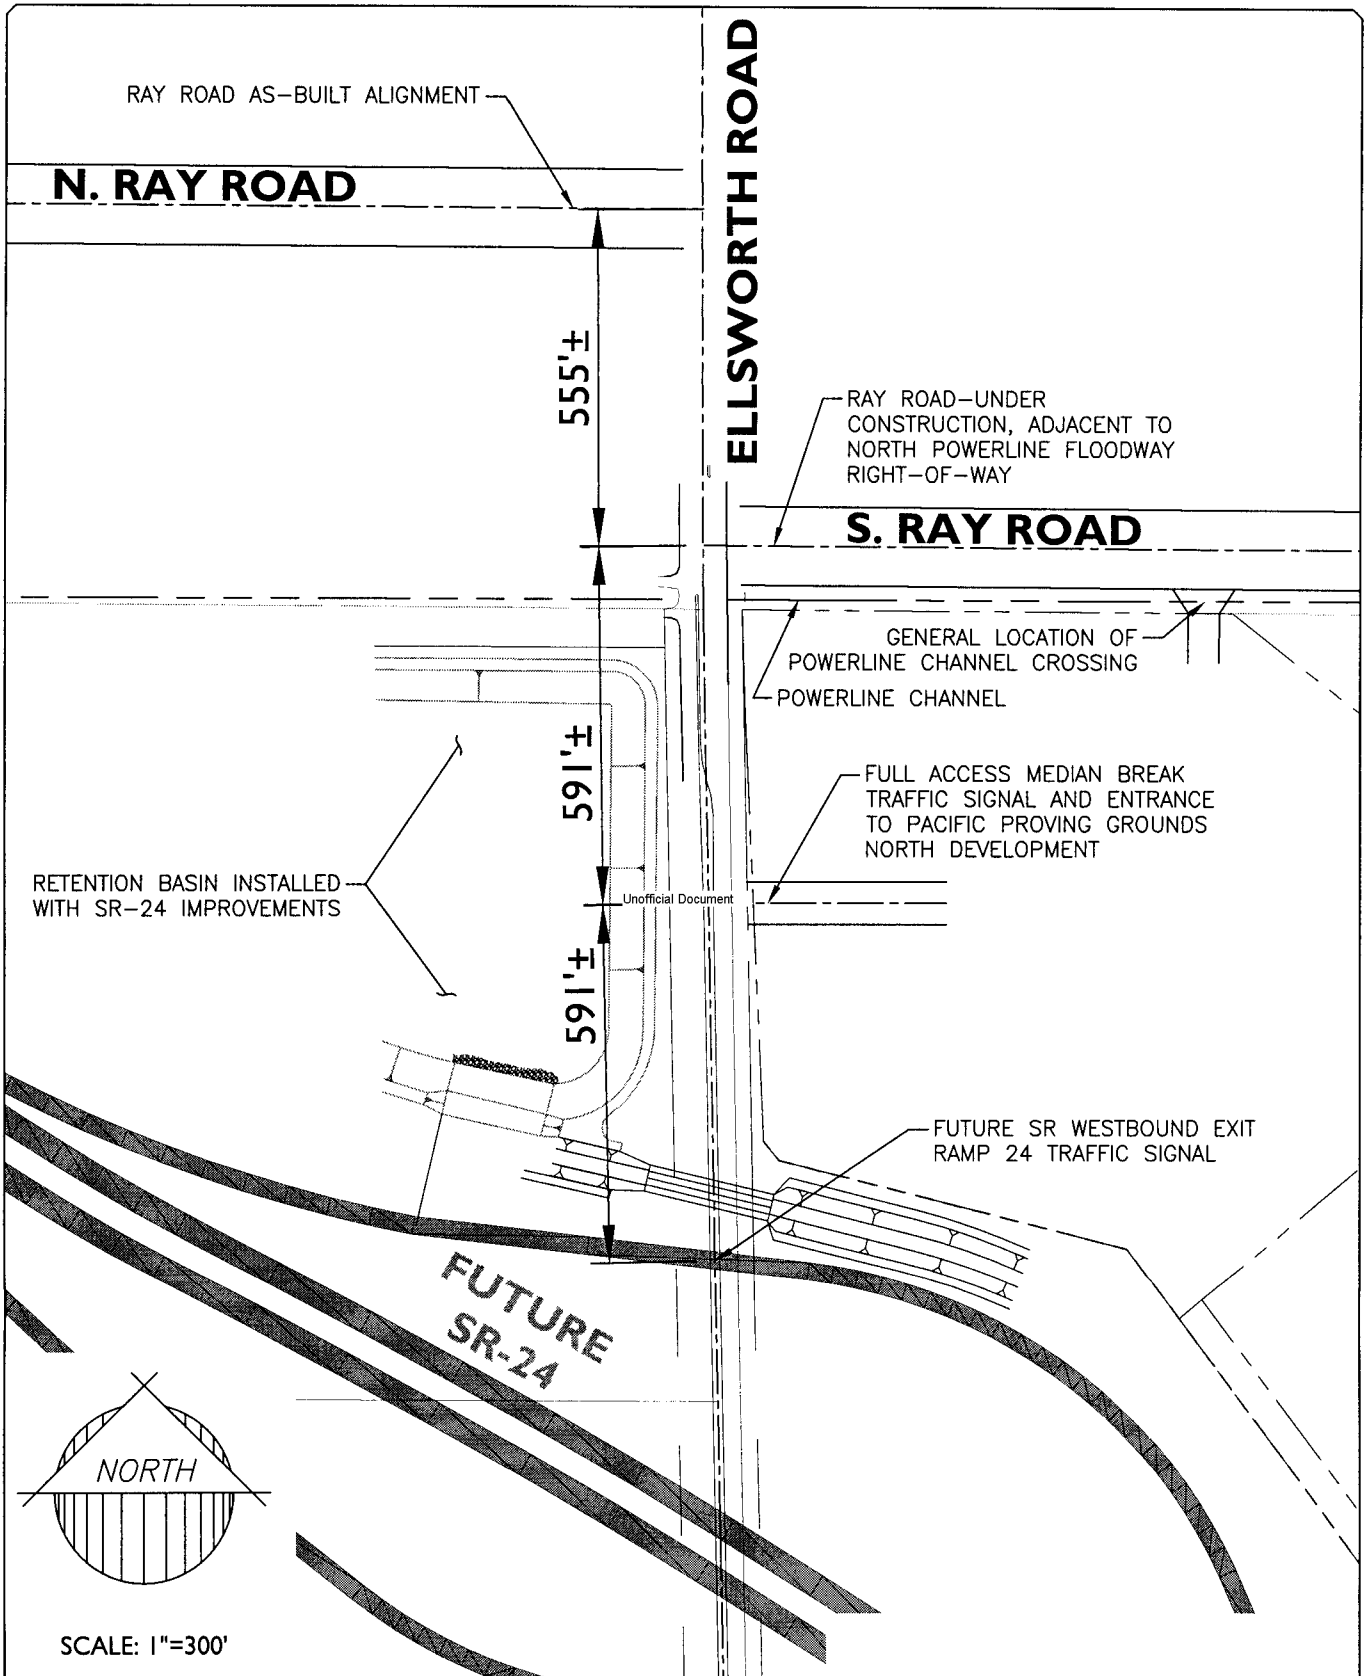 RAY ROAD AS-BUILT ALIGNMENT
ELLSWORTH ROAD
N. RAY ROAD
555'±
RAY ROAD-UNDER
CONSTRUCTION, ADJACENT TO
NORTH POWERLINE FLOODWAY
RIGHT-OF-WAY
S. RAY ROAD
GENERAL LOCATION OF
POWERLINE CHANNEL CROSSING
POWERLINE CHANNEL
591'±
FULL ACCESS MEDIAN BREAK
TRAFFIC SIGNAL AND ENTRANCE
TO PACIFIC PROVING GROUNDS
NORTH DEVELOPMENT
RETENTION BASIN INSTALLED
WITH SR-24 IMPROVEMENTS
Unofficial Document
591'±
FUTURE SR WESTBOUND EXIT
RAMP 24 TRAFFIC SIGNAL
FUTURE
SR-24
NORTH
SCALE: 1"=300'